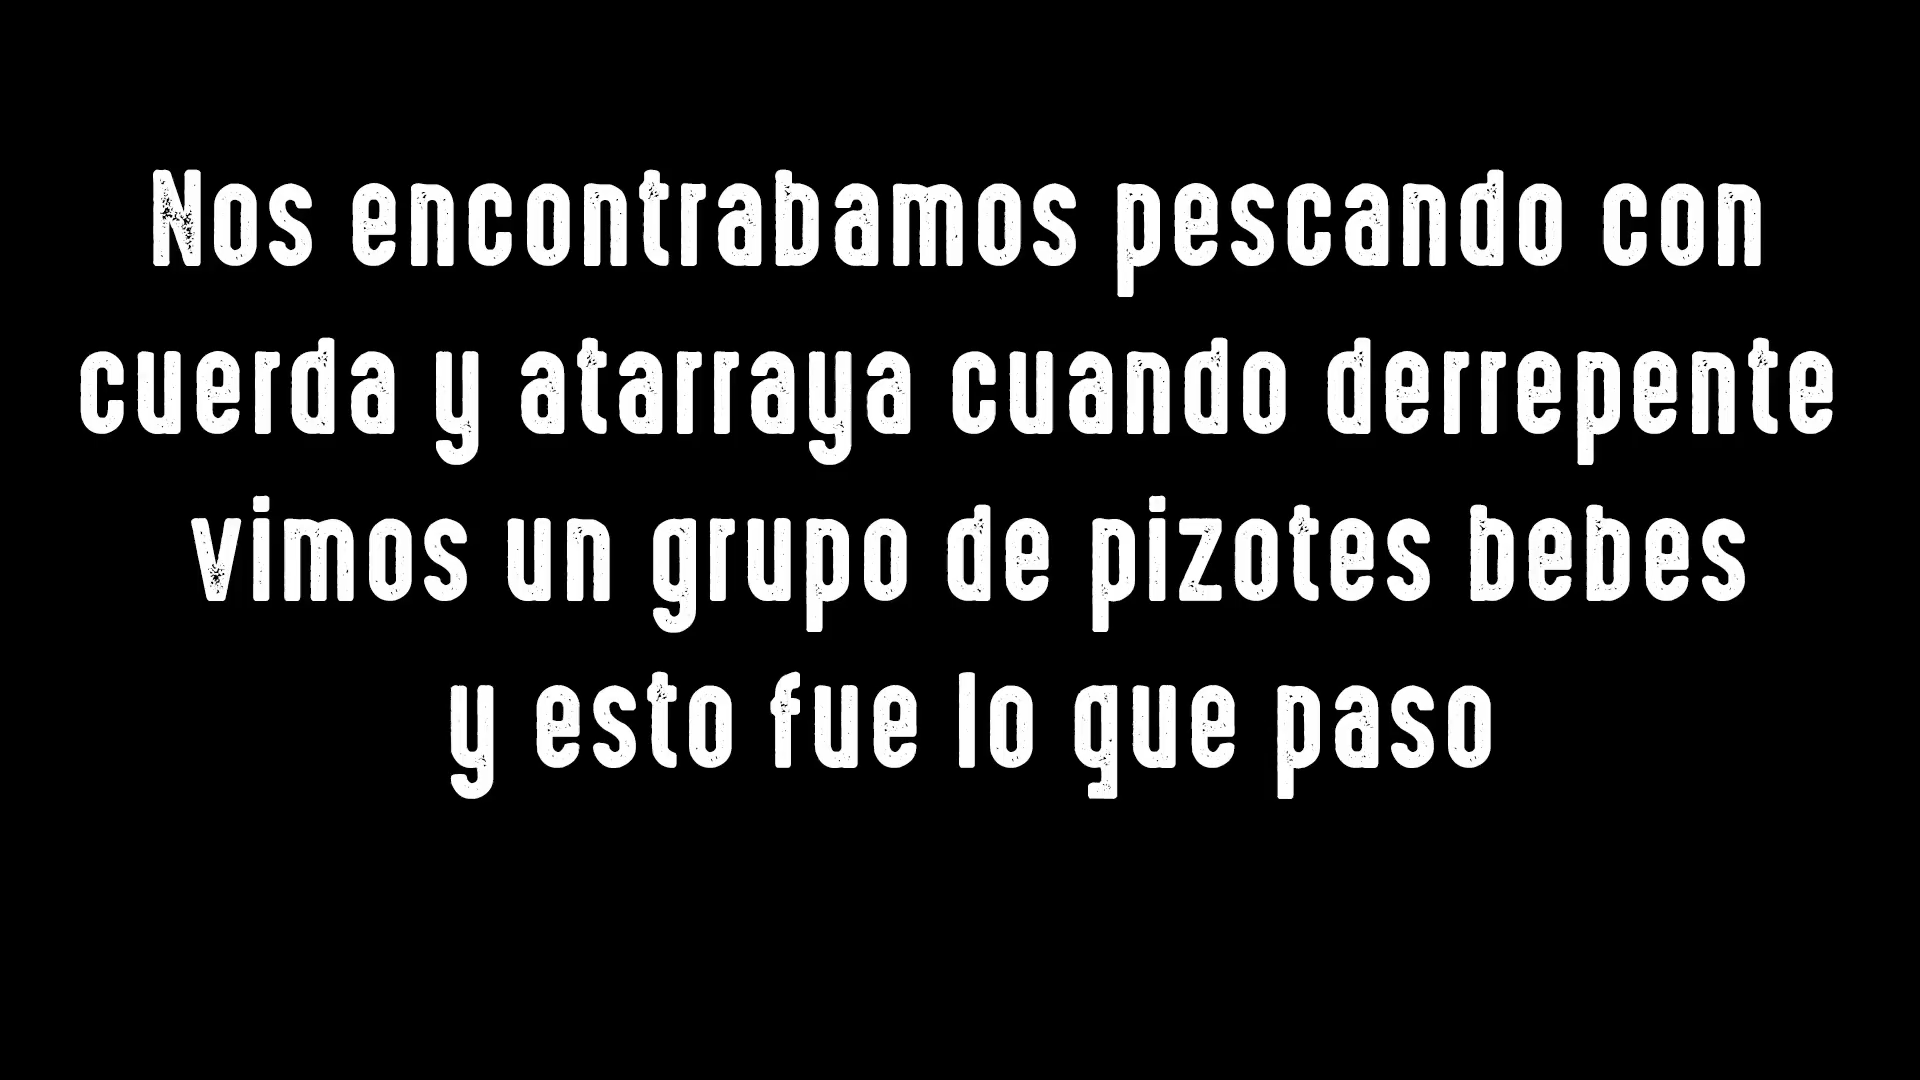 Nos encontrabamos pescando con
cuerda y atarraya cuando derrepente
vimos un grupo de pizotes bebes
y esto fue lo que paso